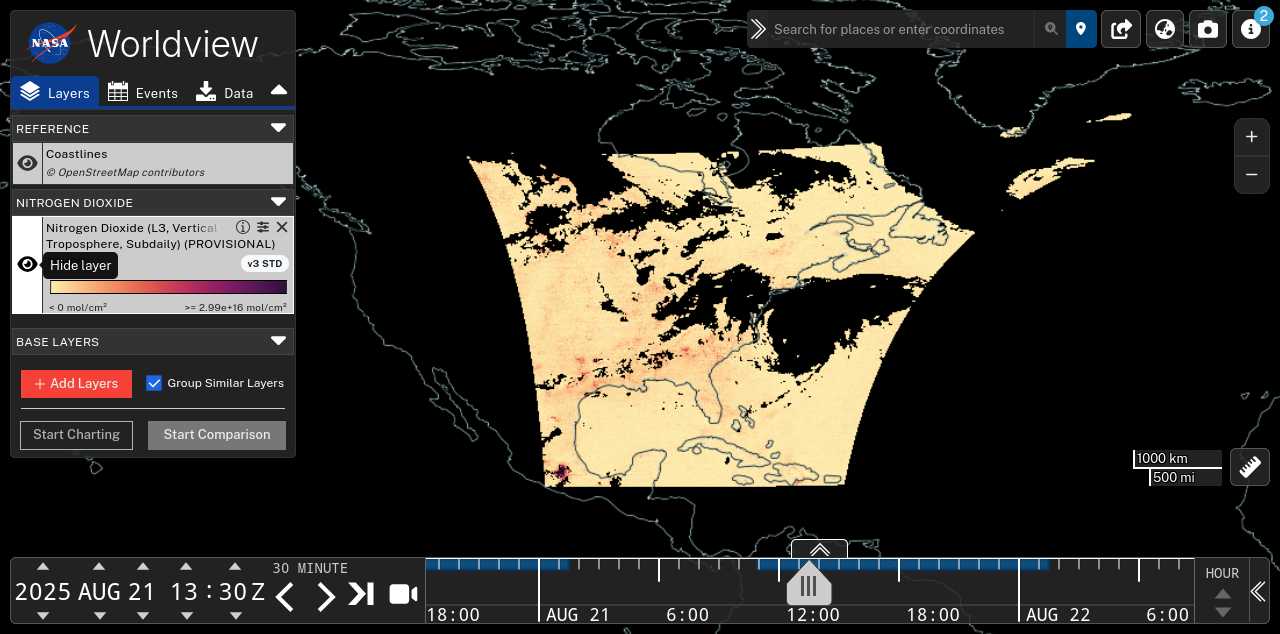 NASA
Worldview
Layers
Events
Data
REFERENCE
Coastlines
© OpenStreetMap contributors
NITROGEN DIOXIDE
Nitrogen Dioxide (L3, Vertical
Troposphere, Subdaily) (PROVISIONAL)
Hide layer
v3 STD
< 0 mol/cm²
>= 2.99e+16 mol/cm²
BASE LAYERS
+ Add Layers
Group Similar Layers
Start Charting
Start Comparison
Search for places or enter coordinates
2
+
−
1000 km
500 mi
2025 AUG 21 13 : 30 Z
30 MINUTE
18:00
AUG 21
6:00
12:00
18:00
AUG 22
6:00
HOUR